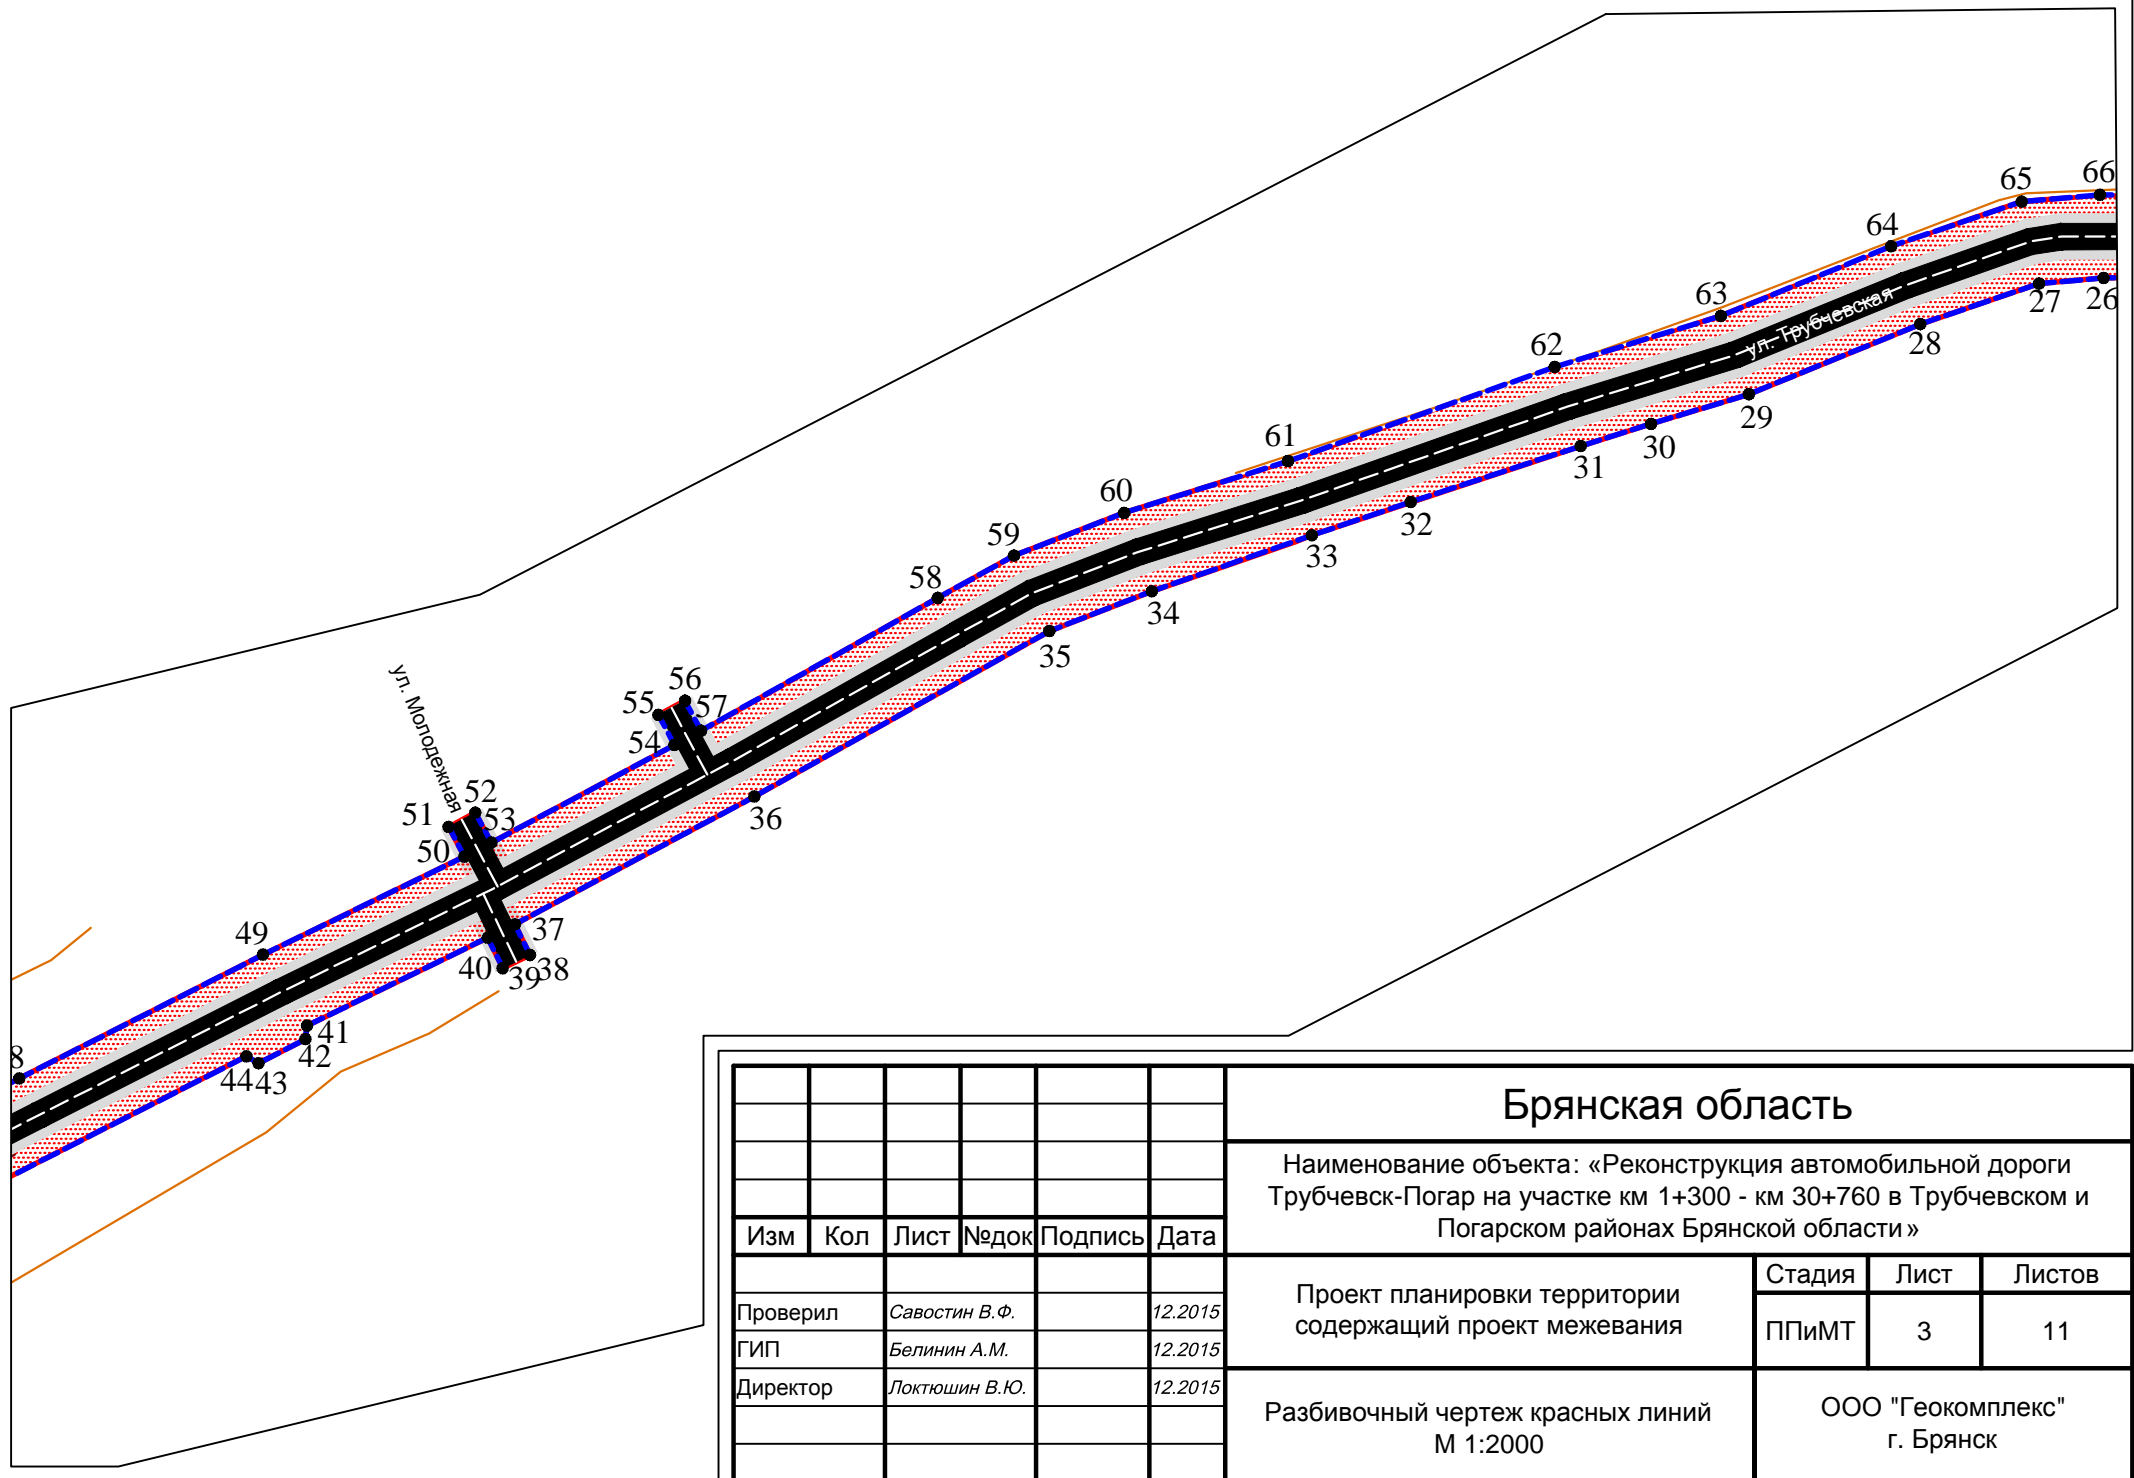 65
66
64
63
27
26
ул. Трубчевская
28
62
29
61
30
31
60
32
59
33
58
34
35
ул. Молодежная
56
55
57
54
52
36
51
53
50
37
49
40
39
38
41
8
42
44
43
Брянская область
Наименование объекта: «Реконструкция автомобильной дороги
Трубчевск-Погар на участке км 1+300 - км 30+760 в Трубчевском и
Погарском районах Брянской области»
Изм Кол Лист №док Подпись Дата
Проект планировки территории
содержащий проект межевания
Стадия Лист Листов
ППиМТ 3 11
Проверил Савостин В.Ф. 12.2015
ГИП Белинин А.М. 12.2015
Директор Локтюшин В.Ю. 12.2015
Разбивочный чертеж красных линий
М 1:2000
ООО "Геокомплекс"
г. Брянск